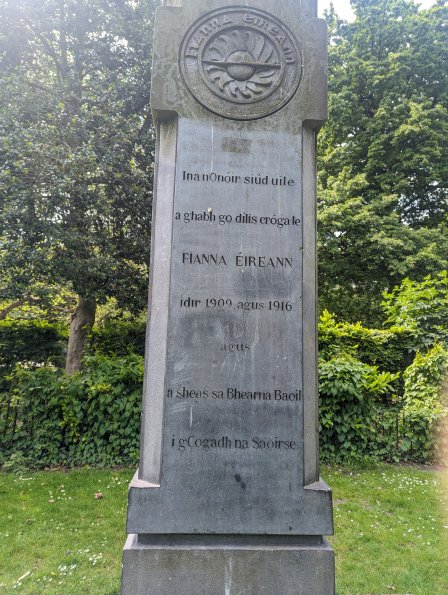 FIANNA ÉIREANN
Ina nOnóir siúd uile
a ghabh go dílis cróga le
FIANNA ÉIREANN
idir 1909 agus 1916
agus
a sheas sa Bhearna Baoil
i gCogadh na Saoirse